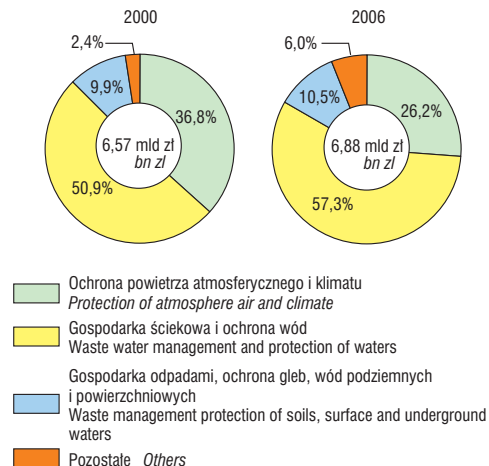 2000
2006
2,4%
6,0%
9,9%
36,8%
10,5%
26,2%
6,57 mld zł
bn zl
6,88 mld zł
bn zl
50,9%
57,3%
Ochrona powietrza atmosferycznego i klimatu
Protection of atmosphere air and climate
Gospodarka ściekowa i ochrona wód
Waste water management and protection of waters
Gospodarka odpadami, ochrona gleb, wód podziemnych
i powierzchniowych
Waste management protection of soils, surface and underground
waters
Pozostałe Others